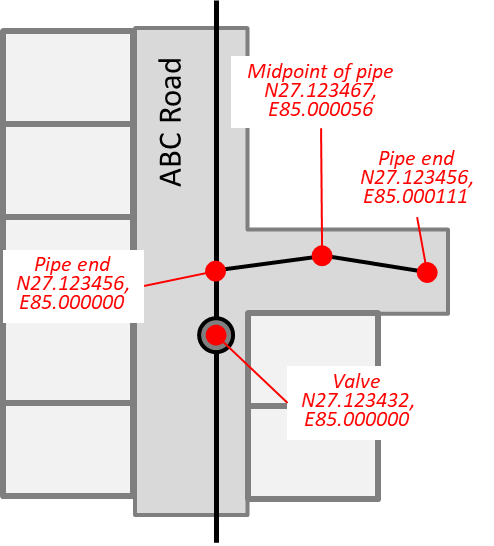 ABC Road
Midpoint of pipe
N27.123467,
E85.000056
Pipe end
N27.123456,
E85.000111
Pipe end
N27.123456,
E85.000000
Valve
N27.123432,
E85.000000